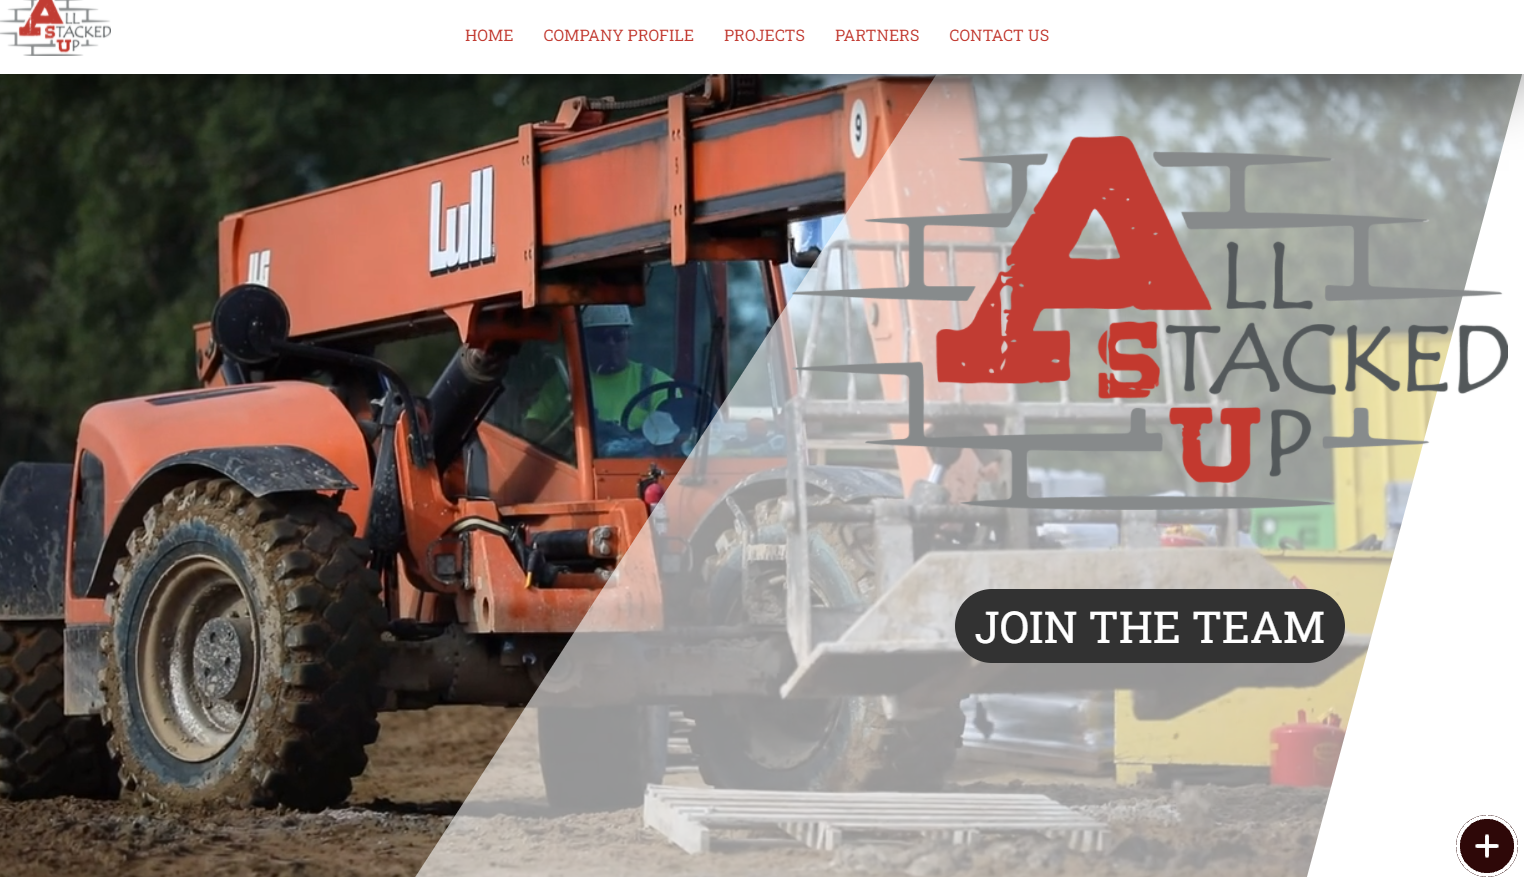 ALL
STACKED
UP
HOME
COMPANY PROFILE
PROJECTS
PARTNERS
CONTACT US
9
Lull
ALL
STACKED
UP
JOIN THE TEAM
+